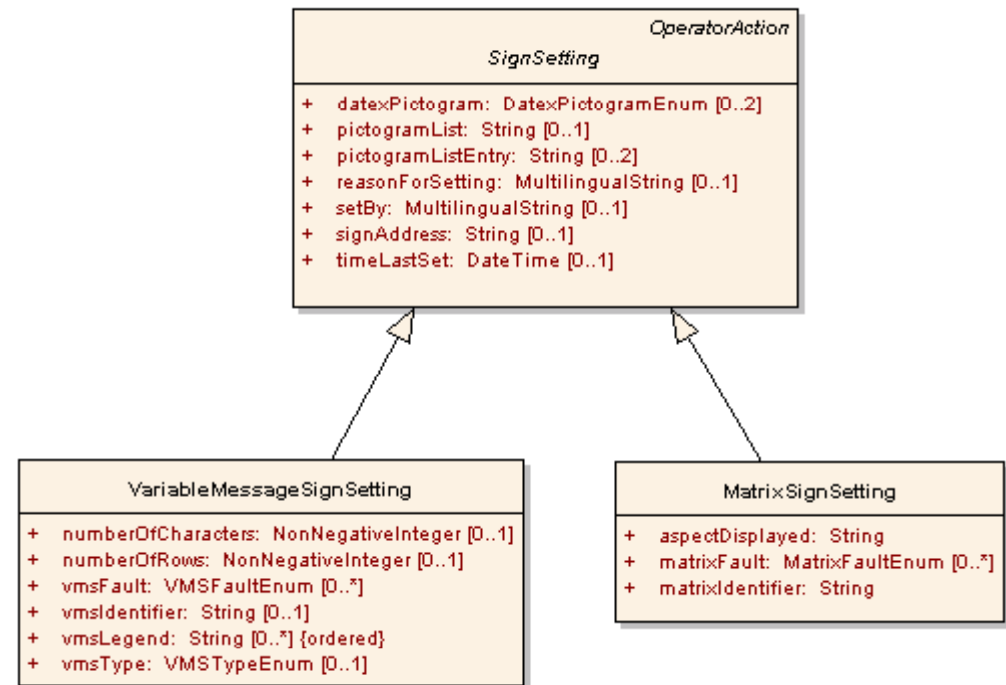 OperatorAction
SignSetting
+ datexPictogram: DatexPictogramEnum [0..2]
+ pictogramList: String [0..1]
+ pictogramListEntry: String [0..2]
+ reasonForSetting: MultilingualString [0..1]
+ setBy: MultilingualString [0..1]
+ signAddress: String [0..1]
+ timeLastSet: DateTime [0..1]
VariableMessageSignSetting
+ numberOfCharacters: NonNegativeInteger [0..1]
+ numberOfRows: NonNegativeInteger [0..1]
+ vmsFault: VMSFaultEnum [0..*]
+ vmsIdentifier: String [0..1]
+ vmsLegend: String [0..*] {ordered}
+ vmsType: VMSTypeEnum [0..1]
MatrixSignSetting
+ aspectDisplayed: String
+ matrixFault: MatrixFaultEnum [0..*]
+ matrixIdentifier: String